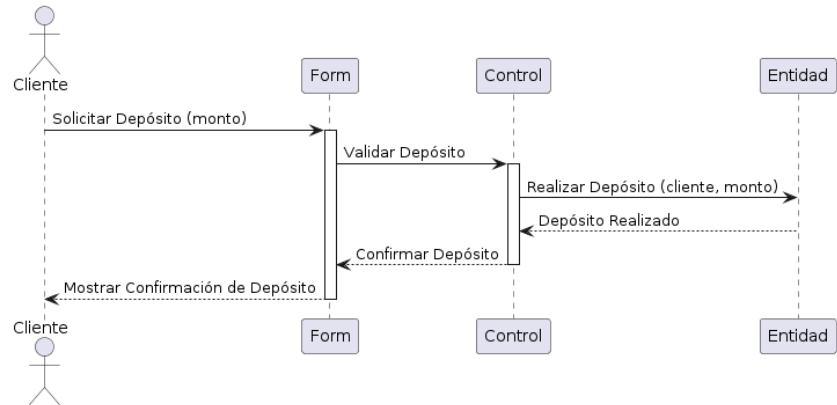 Cliente
Form
Control
Entidad
Solicitar Depósito (monto)
Validar Depósito
Realizar Depósito (cliente, monto)
Depósito Realizado
Confirmar Depósito
Mostrar Confirmación de Depósito
Cliente
Form
Control
Entidad